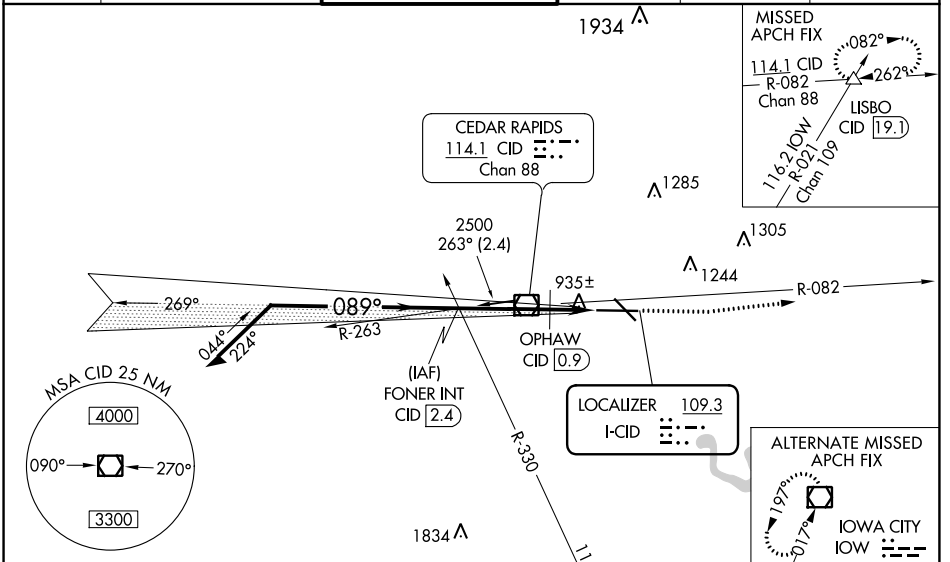 1934
MISSED
APCH FIX
082°
114.1 CID
R-082
Chan 88
262°
LISBO
CID 19.1
116.2 IOW
R-021
Chan 109
CEDAR RAPIDS
114.1 CID
Chan 88
1285
2500
263° (2.4)
1305
1244
935±
R-082
269°
089°
R-263
044°
224°
OPHAW
CID 0.9
(IAF)
FONER INT
CID 2.4
MSA CID 25 NM
4000
090°
270°
3300
LOCALIZER 109.3
I-CID
R-330
11
1834
ALTERNATE MISSED
APCH FIX
197°
017°
IOWA CITY
IOW